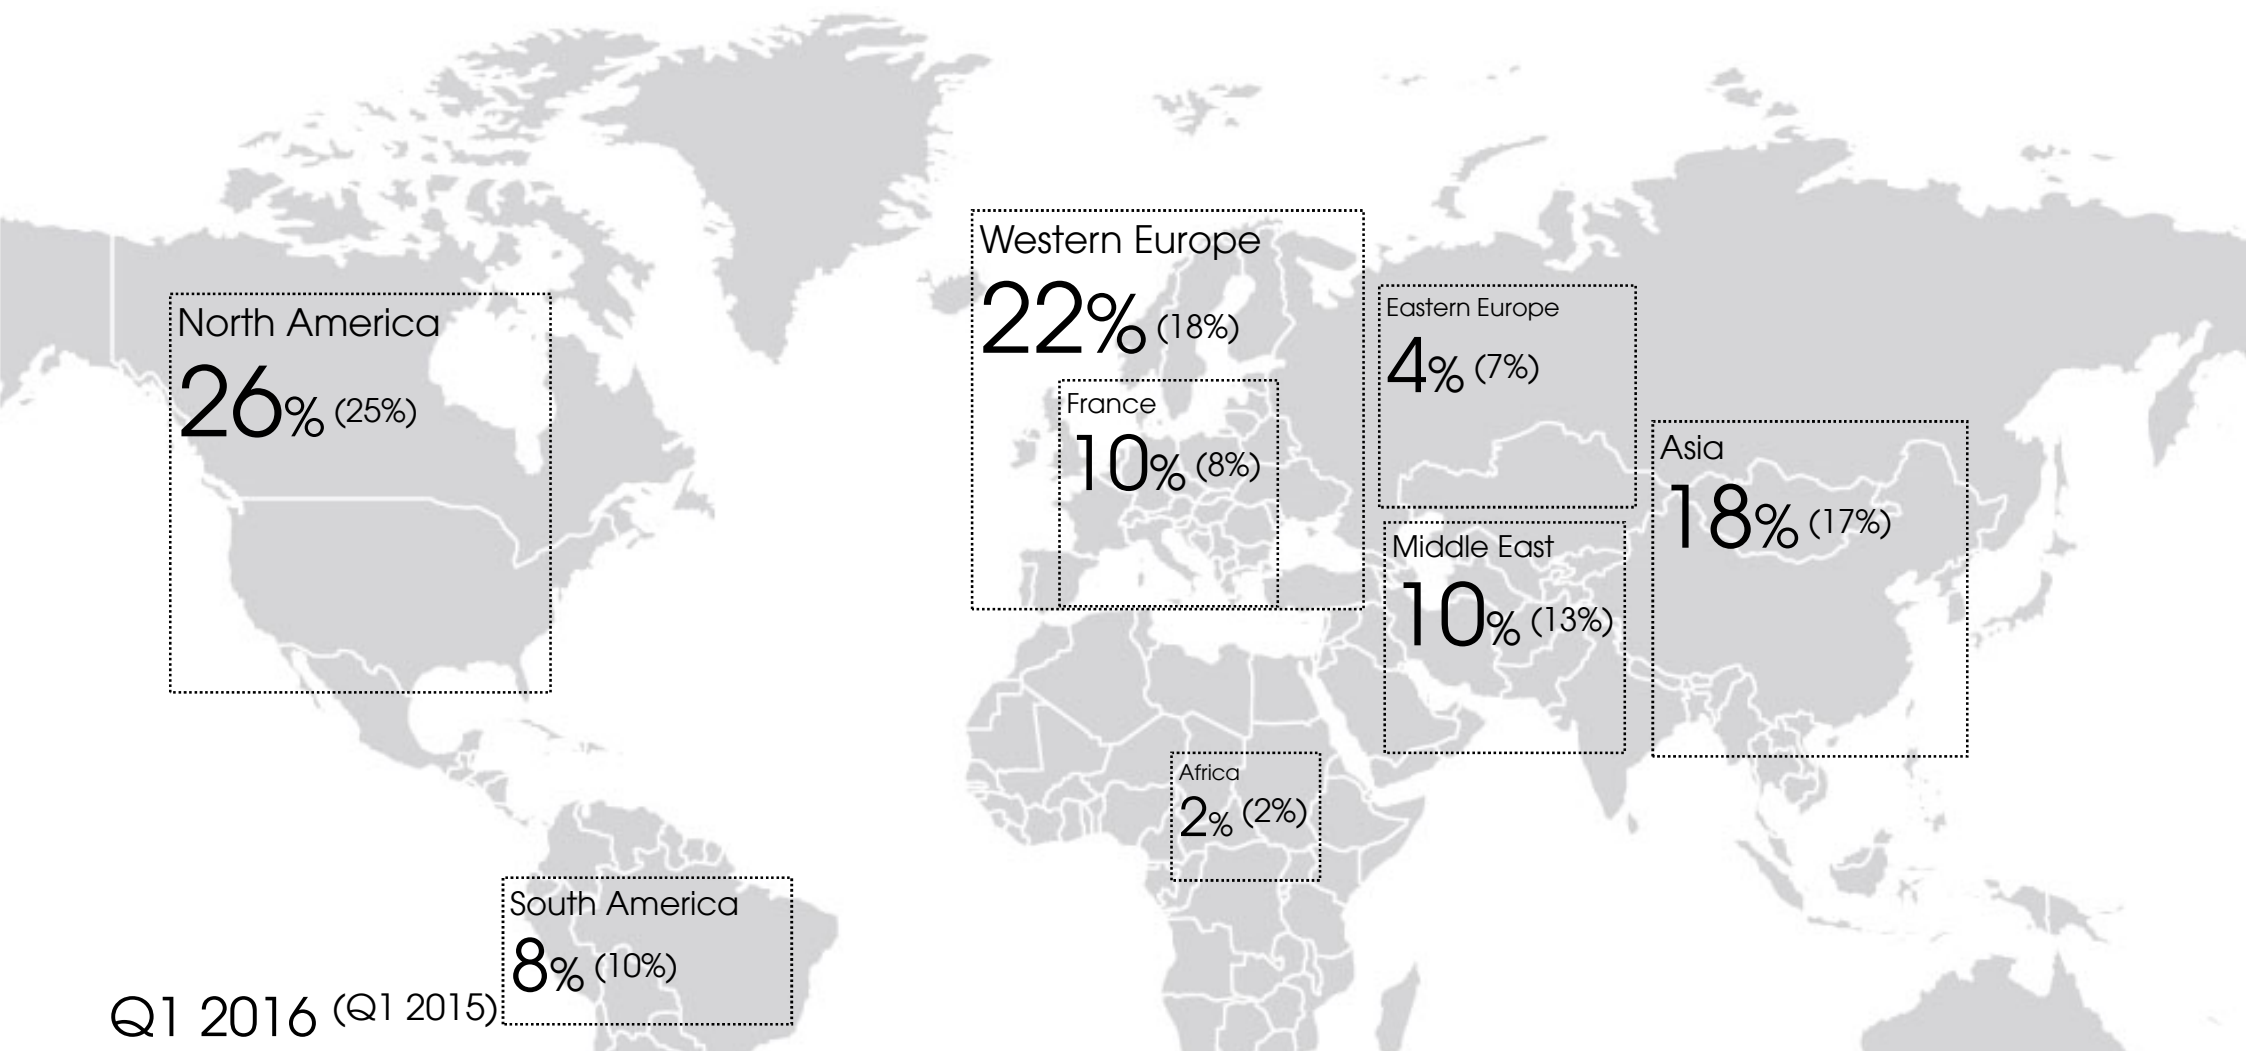 North America
26% (25%)
Western Europe
22% (18%)
France
10% (8%)
Eastern Europe
4% (7%)
Middle East
10% (13%)
Asia
18% (17%)
Africa
2% (2%)
South America
8% (10%)
Q1 2016 (Q1 2015)